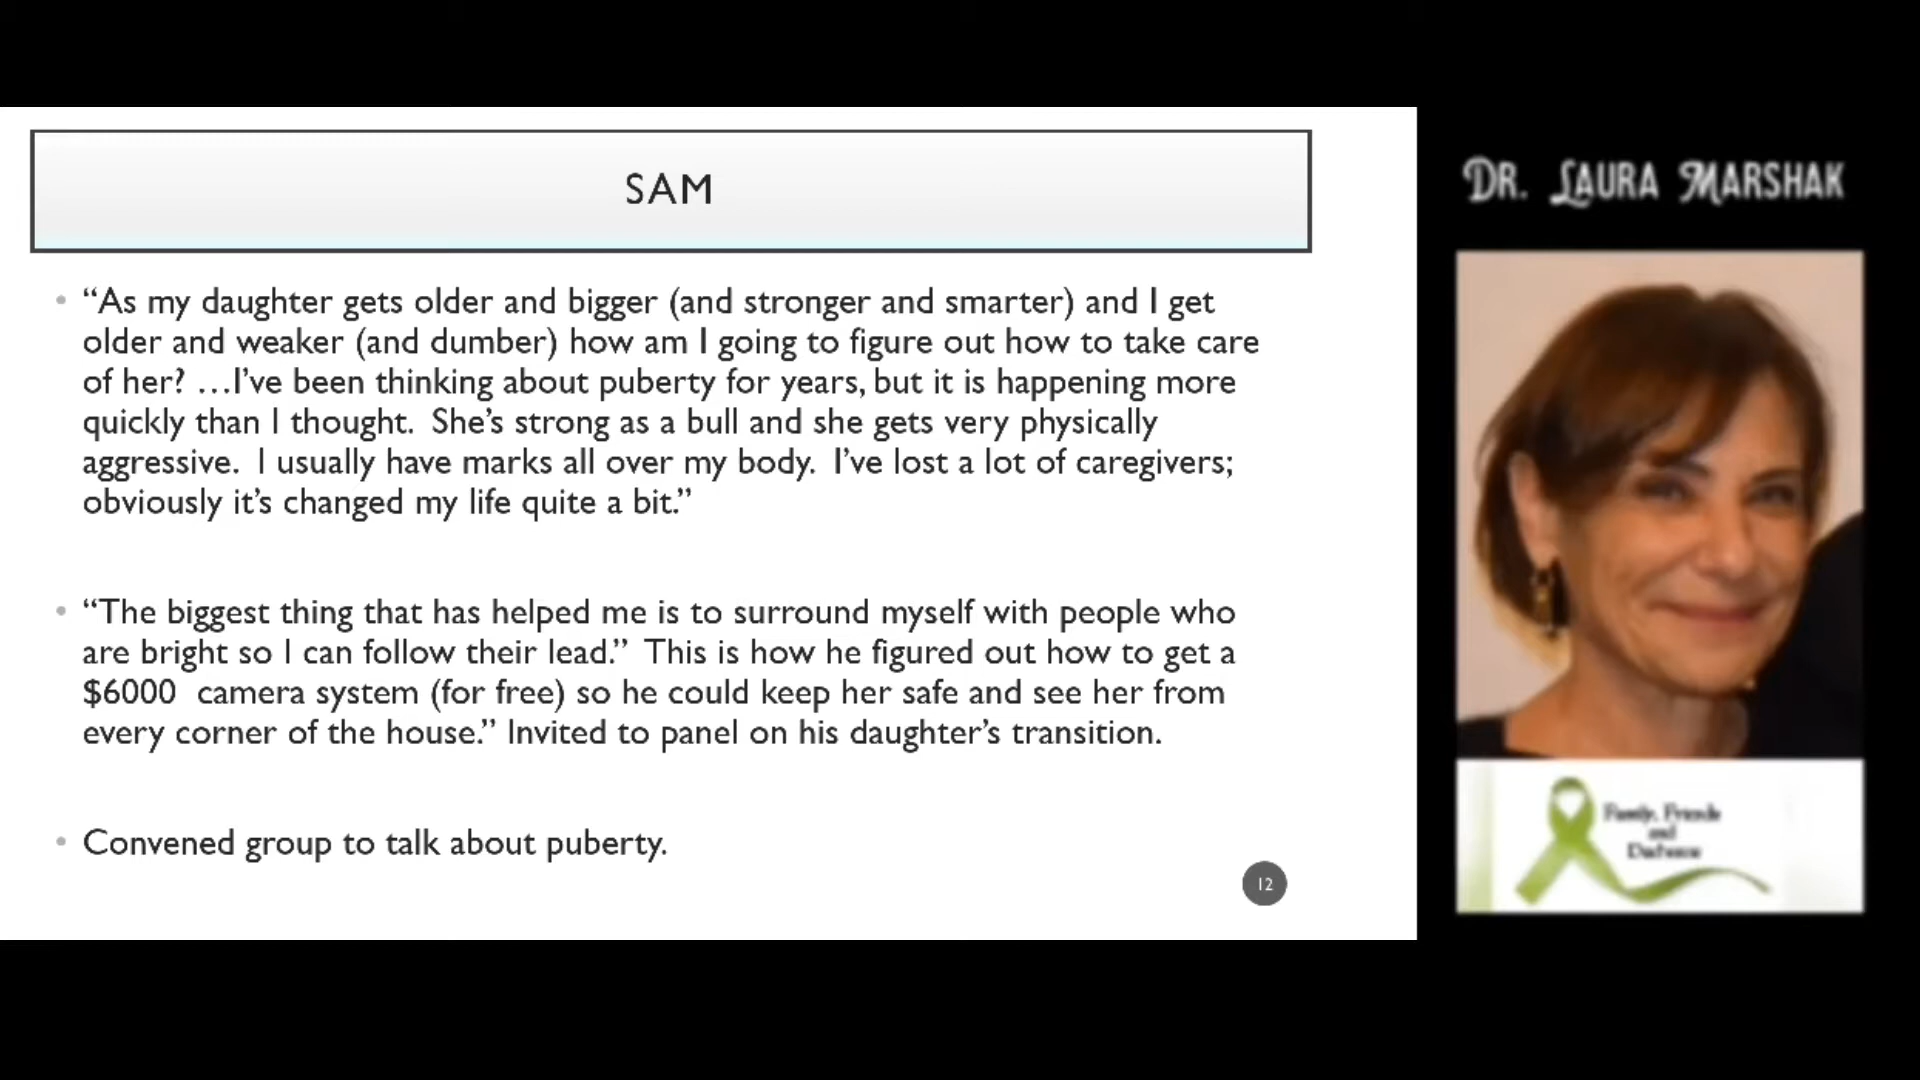 SAM
DR. LAURA MARSHAK
• “As my daughter gets older and bigger (and stronger and smarter) and I get
older and weaker (and dumber) how am I going to figure out how to take care
of her? …I’ve been thinking about puberty for years, but it is happening more
quickly than I thought.  She’s strong as a bull and she gets very physically
aggressive.  I usually have marks all over my body.  I’ve lost a lot of caregivers;
obviously it’s changed my life quite a bit.”
• “The biggest thing that has helped me is to surround myself with people who
are bright so I can follow their lead.”  This is how he figured out how to get a
$6000  camera system (for free) so he could keep her safe and see her from
every corner of the house.” Invited to panel on his daughter’s transition.
• Convened group to talk about puberty.
12
Family, Friends
and